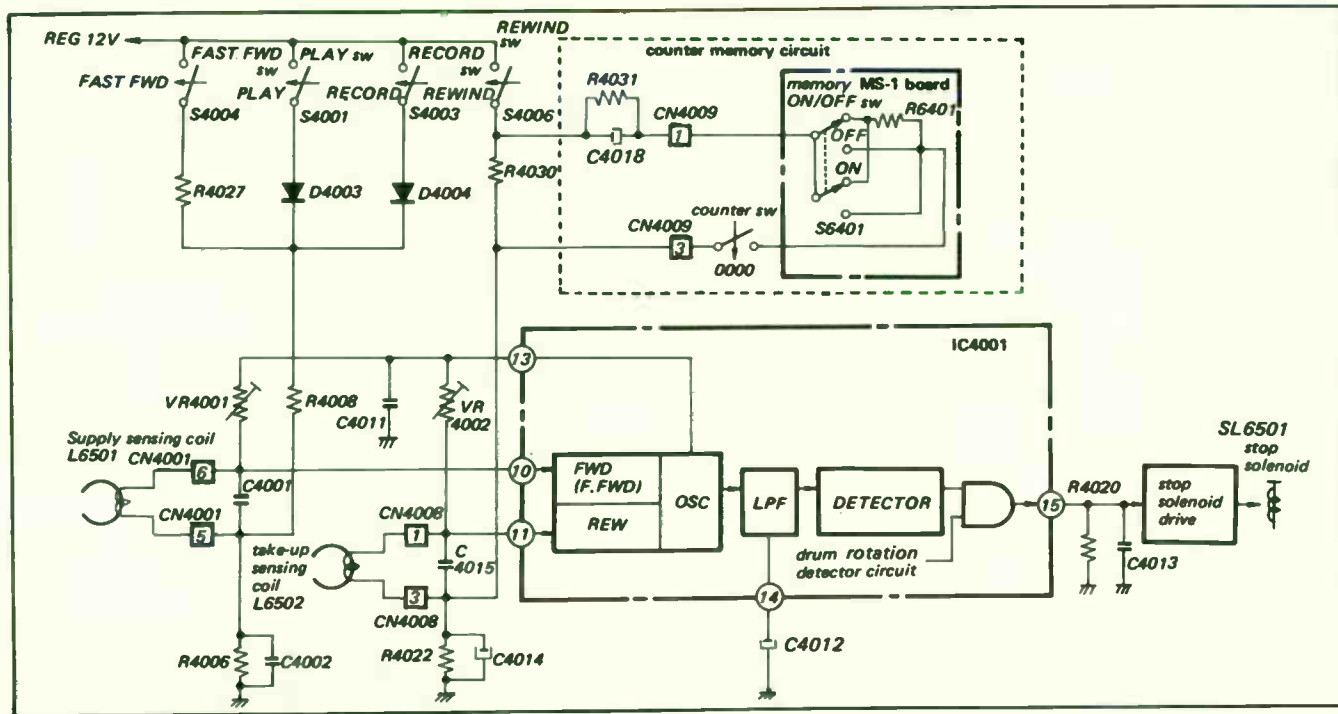 REG 12V
FAST FWD
sw
FAST FWD
S4004
PLAY sw
PLAY
S4001
RECORD
sw
RECORD
S4003
REWIND
sw
REWIND
S4006
counter memory circuit
R4031
C4018
CN4009
1
memory MS-1 board
ON/OFF sw
R6401
OFF
ON
S6401
R4027
D4003
D4004
R4030
CN4009
3
counter sw
0000
IC4001
13
VR4001
R4008
C4011
VR
4002
Supply sensing coil
L6501
CN4001
6
C4001
CN4001
5
10
FWD
(F.FWD)
REW
OSC
LPF
DETECTOR
11
15
R4020
stop
solenoid
drive
SL6501
stop
solenoid
take-up
sensing
coil
L6502
CN4008
1
C
4015
3
CN4008
drum rotation
detector circuit
14
C4013
R4006
C4002
R4022
C4014
C4012